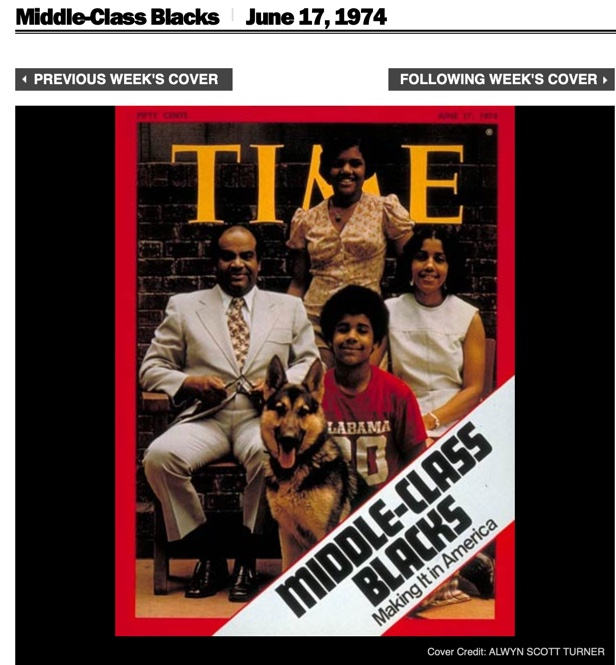 Middle-Class Blacks June 17, 1974
PREVIOUS WEEK'S COVER FOLLOWING WEEK'S COVER
FIFTY CENTS JUNE 17, 1974
TIME
LABAMA
MIDDLE-CLASS
BLACKS
Making It in America
Cover Credit: ALWYN SCOTT TURNER